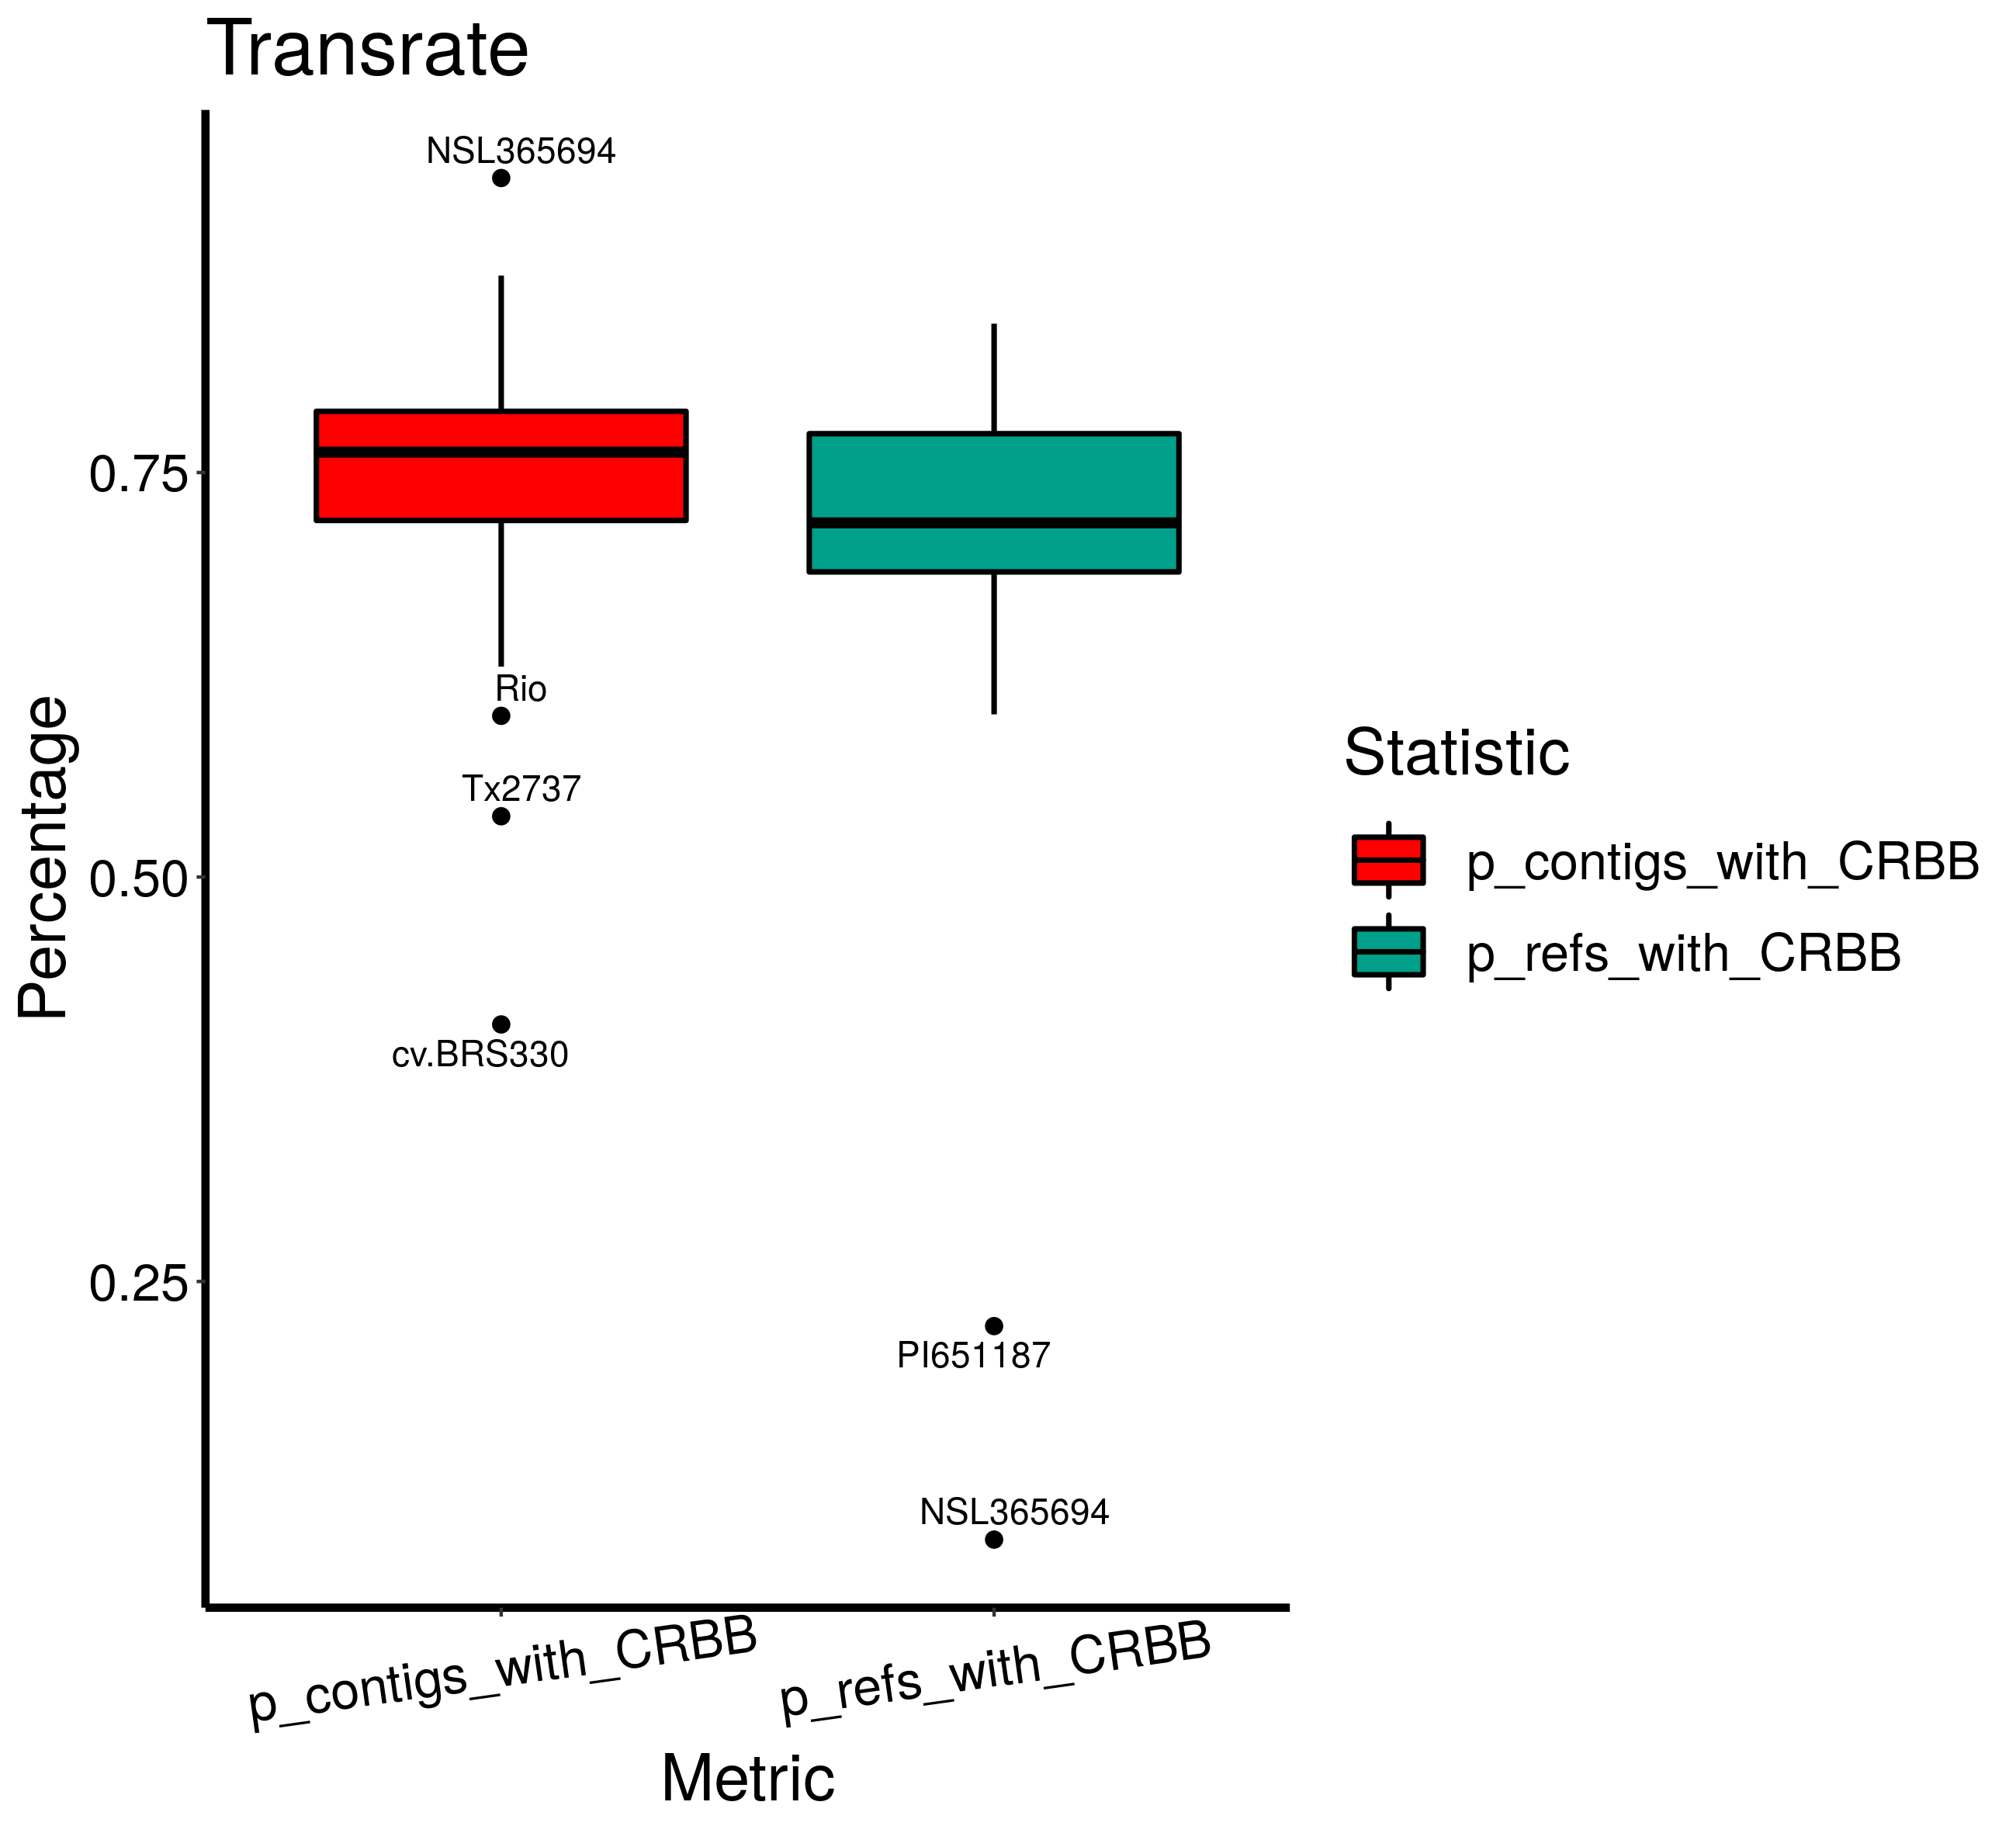 Transrate
NSL365694
0.75
Rio
Tx2737
0.50
cv.BRS330
0.25
PI651187
NSL365694
Percentage
p_contigs_with_CRBB
p_refs_with_CRBB
Metric
Statistic
p_contigs_with_CRBB
p_refs_with_CRBB